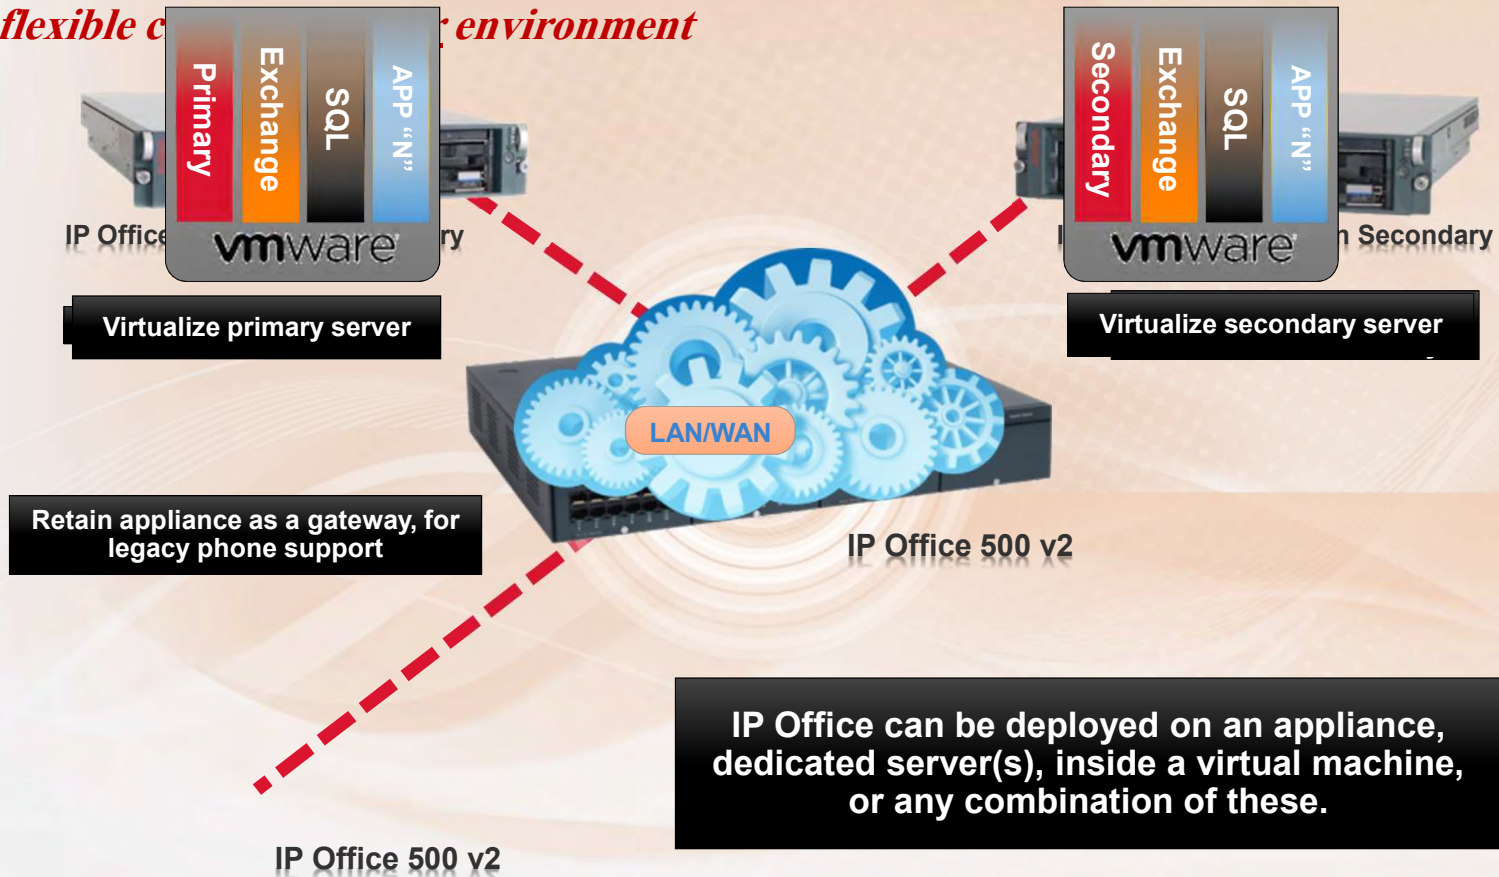 flexible environment
Primary
Exchange
SQL
APP “N”
vmware
IP Office
Secondary
Exchange
SQL
APP “N”
vmware
Secondary
Virtualize primary server
Virtualize secondary server
LAN/WAN
Retain appliance as a gateway, for
legacy phone support
IP Office 500 v2
IP Office can be deployed on an appliance,
dedicated server(s), inside a virtual machine,
or any combination of these.
IP Office 500 v2